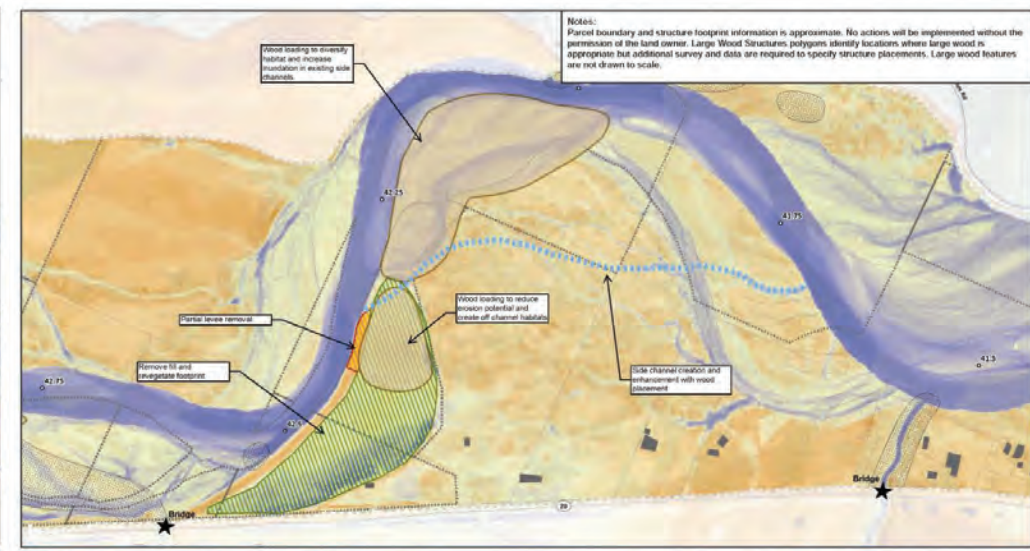 Notes:
Parcel boundary and structure footprint information is approximate. No actions will be implemented without the
permission of the land owner. Large Wood Structures polygons identify locations where large wood is
appropriate but additional survey and data are required to specify structure placements. Large wood features
are not drawn to scale.
Wood loading to diversify
habitat and increase
inundation in existing side
channels.
42.25
41.75
Partial levee removal
Wood loading to reduce
erosion potential and
create off channel habitats
Remove fill and
revegetate footprint
Side channel creation and
enhancement with wood
placement
42.75
42.5
41.5
Bridge
20
Bridge